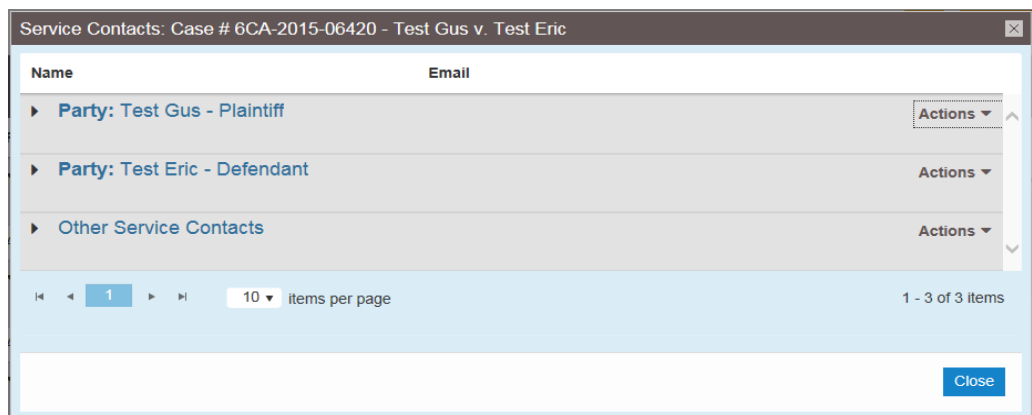 Service Contacts: Case # 6CA-2015-06420 - Test Gus v. Test Eric
Name Email
Party: Test Gus - Plaintiff Actions
Party: Test Eric - Defendant Actions
Other Service Contacts Actions
1 10 items per page 1 - 3 of 3 items
Close